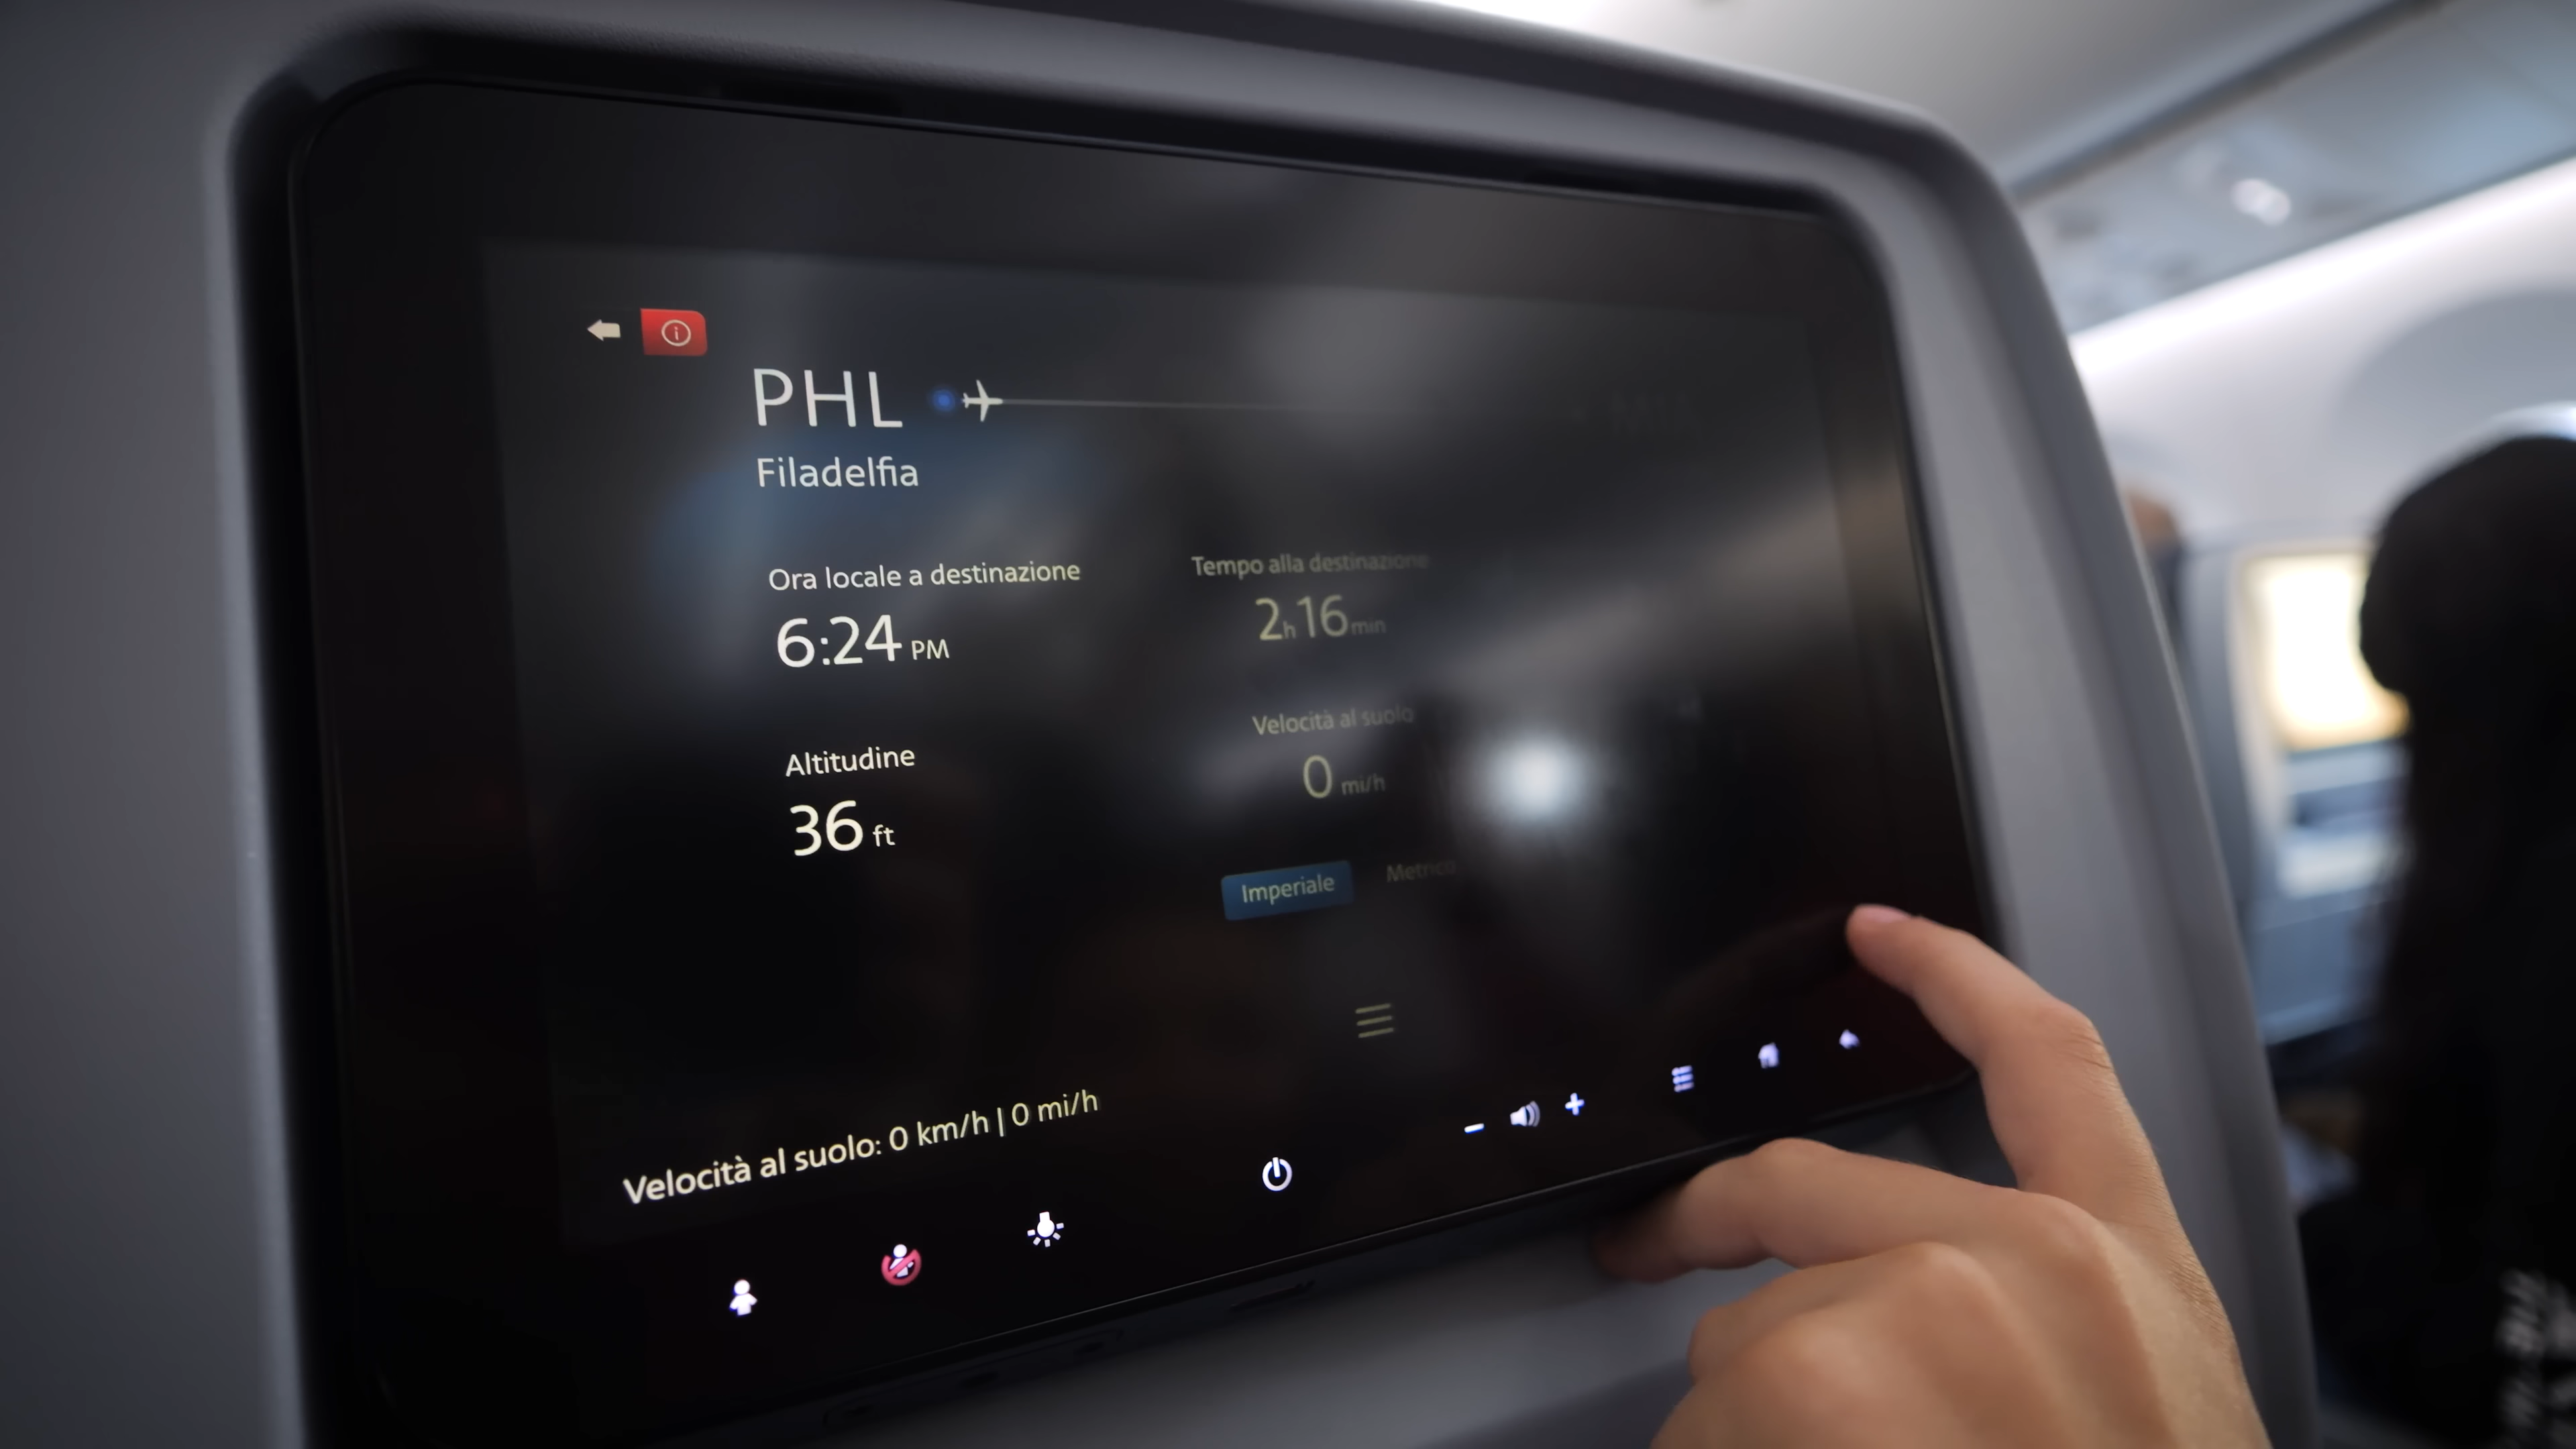 PHL
Filadelfia
Ora locale a destinazione
6:24 PM
Tempo alla destinazione
2h 16min
Altitudine
36 ft
Velocità al suolo
0 mi/h
Imperiale Metrico
Velocità al suolo: 0 km/h | 0 mi/h